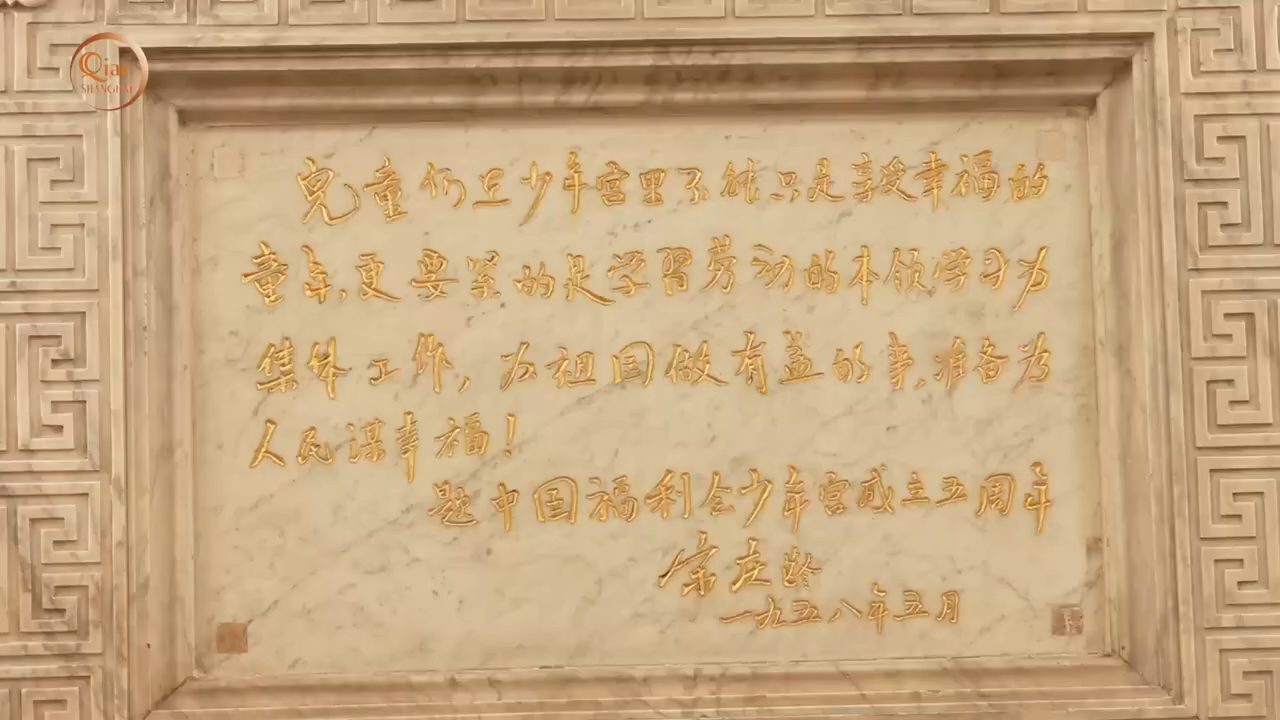 Qiao
SHANGHAI
兒童们在少年宫里不能只是享受幸福的
童年,更要紧的是学习劳动的本领,学习为
集体工作,为祖国做有益的事,准备为
人民谋幸福!
题中国福利会少年宫成立五周年
宋庆龄
一九五八年五月